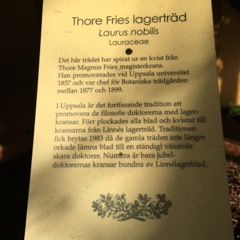 Thore Fries lagerträd
Laurus nobilis
Lauraceae
Det här trädet har spirat ur en kvist från
Thore Magnus Fries magisterkrans.
Han promoverades vid Uppsala universitet
1857 och var chef för Botaniska trädgården
mellan 1877 och 1899.
I Uppsala är det fortfarande tradition att
promovera de filosofie doktorerna med lager-
kransar. Förr plockades alla blad och kvistar till
kransarna från Linnés lagerträd. Traditionen
fick brytas 1983 då de gamla träden inte längre
orkade lämna blad till en ständigt växande
skara doktorer. Numera är bara jubel-
doktorernas kransar bundna av Linnélagerblad.